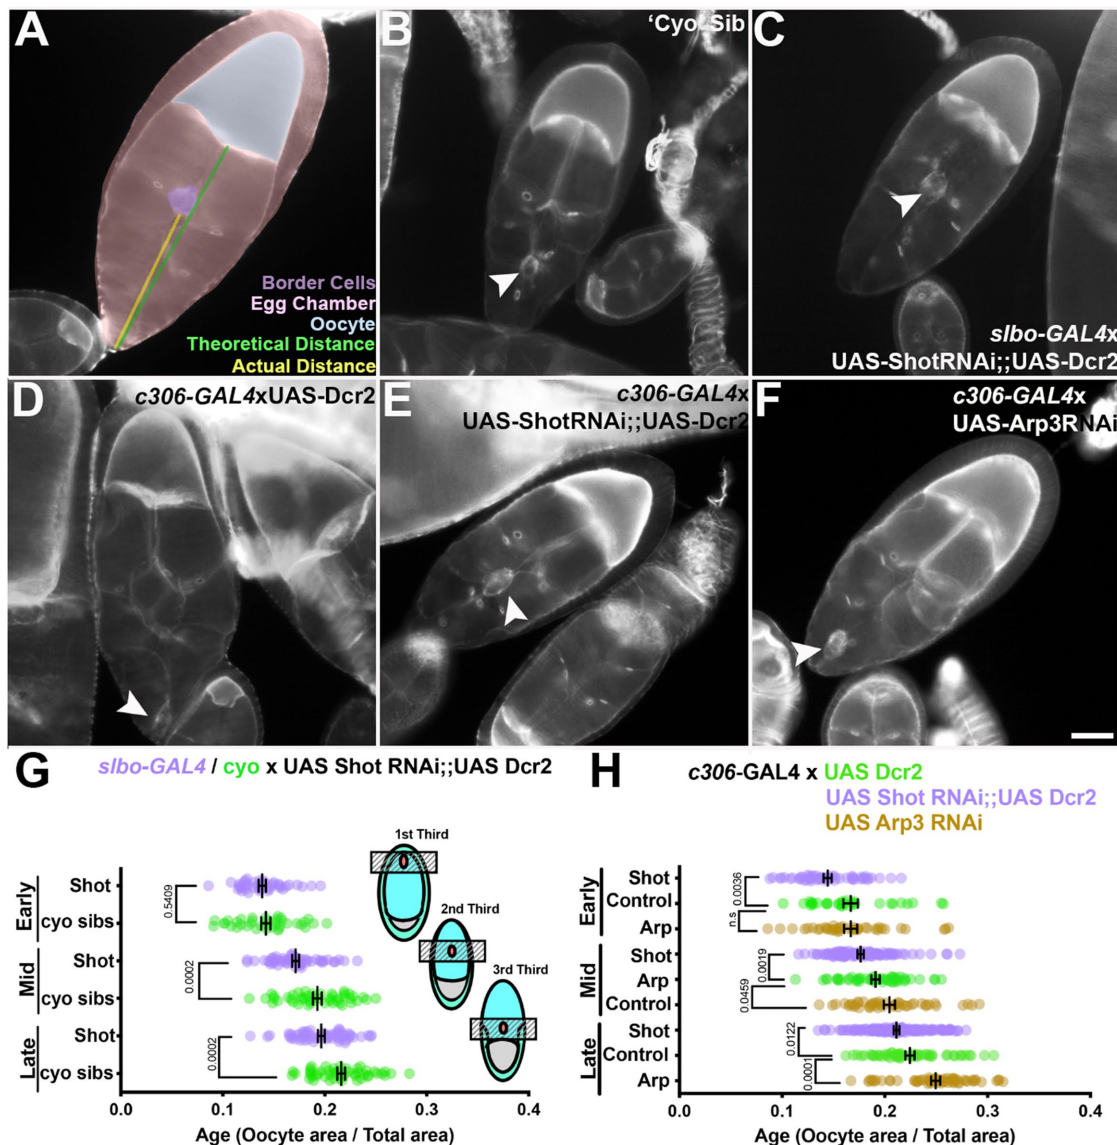 A
Border Cells
Egg Chamber
Oocyte
Theoretical Distance
Actual Distance
B
'Cyo' Sib
C
slbo-GAL4x
UAS-ShotRNAi;;UAS-Dcr2
D
c306-GAL4xUAS-Dcr2
E
c306-GAL4x
UAS-ShotRNAi;;UAS-Dcr2
F
c306-GAL4x
UAS-Arp3RNAi
G
slbo-GAL4 / cyo x UAS Shot RNAi;;UAS Dcr2
1st Third
2nd Third
3rd Third
Early
Shot
cyo sibs
0.5409
Mid
Shot
cyo sibs
0.0002
Late
Shot
cyo sibs
0.0002
0.0
0.1
0.2
0.3
0.4
Age (Oocyte area / Total area)
H
c306-GAL4 x UAS Dcr2
UAS Shot RNAi;;UAS Dcr2
UAS Arp3 RNAi
Early
Shot
Control
Arp
0.0036
n.s
Mid
Shot
Arp
Control
0.0019
0.0459
Late
Shot
Control
Arp
0.0122
0.0001
0.0
0.1
0.2
0.3
0.4
Age (Oocyte area / Total area)